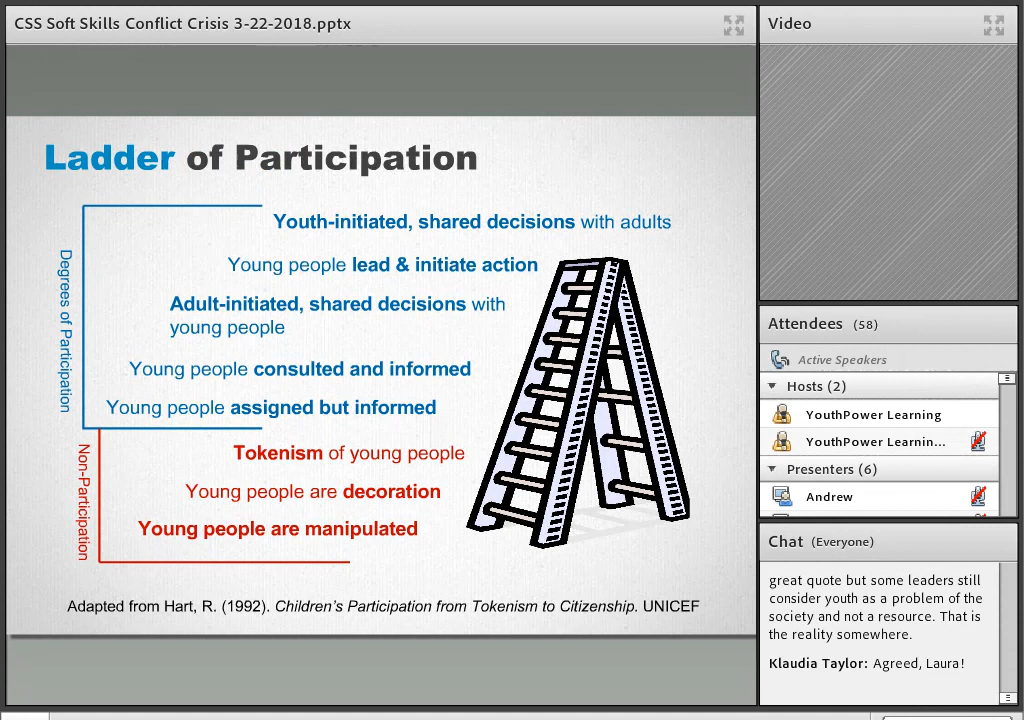 CSS Soft Skills Conflict Crisis 3-22-2018.pptx
Ladder of Participation
Degrees of Participation
Youth-initiated, shared decisions with adults
Young people lead & initiate action
Adult-initiated, shared decisions with
young people
Young people consulted and informed
Young people assigned but informed
Non-Participation
Tokenism of young people
Young people are decoration
Young people are manipulated
Adapted from Hart, R. (1992). Children's Participation from Tokenism to Citizenship. UNICEF
Video
Attendees (58)
Active Speakers
Hosts (2)
YouthPower Learning
YouthPower Learnin...
Presenters (6)
Andrew
Chat (Everyone)
great quote but some leaders still
consider youth as a problem of the
society and not a resource. That is
the reality somewhere.
Klaudia Taylor: Agreed, Laura!